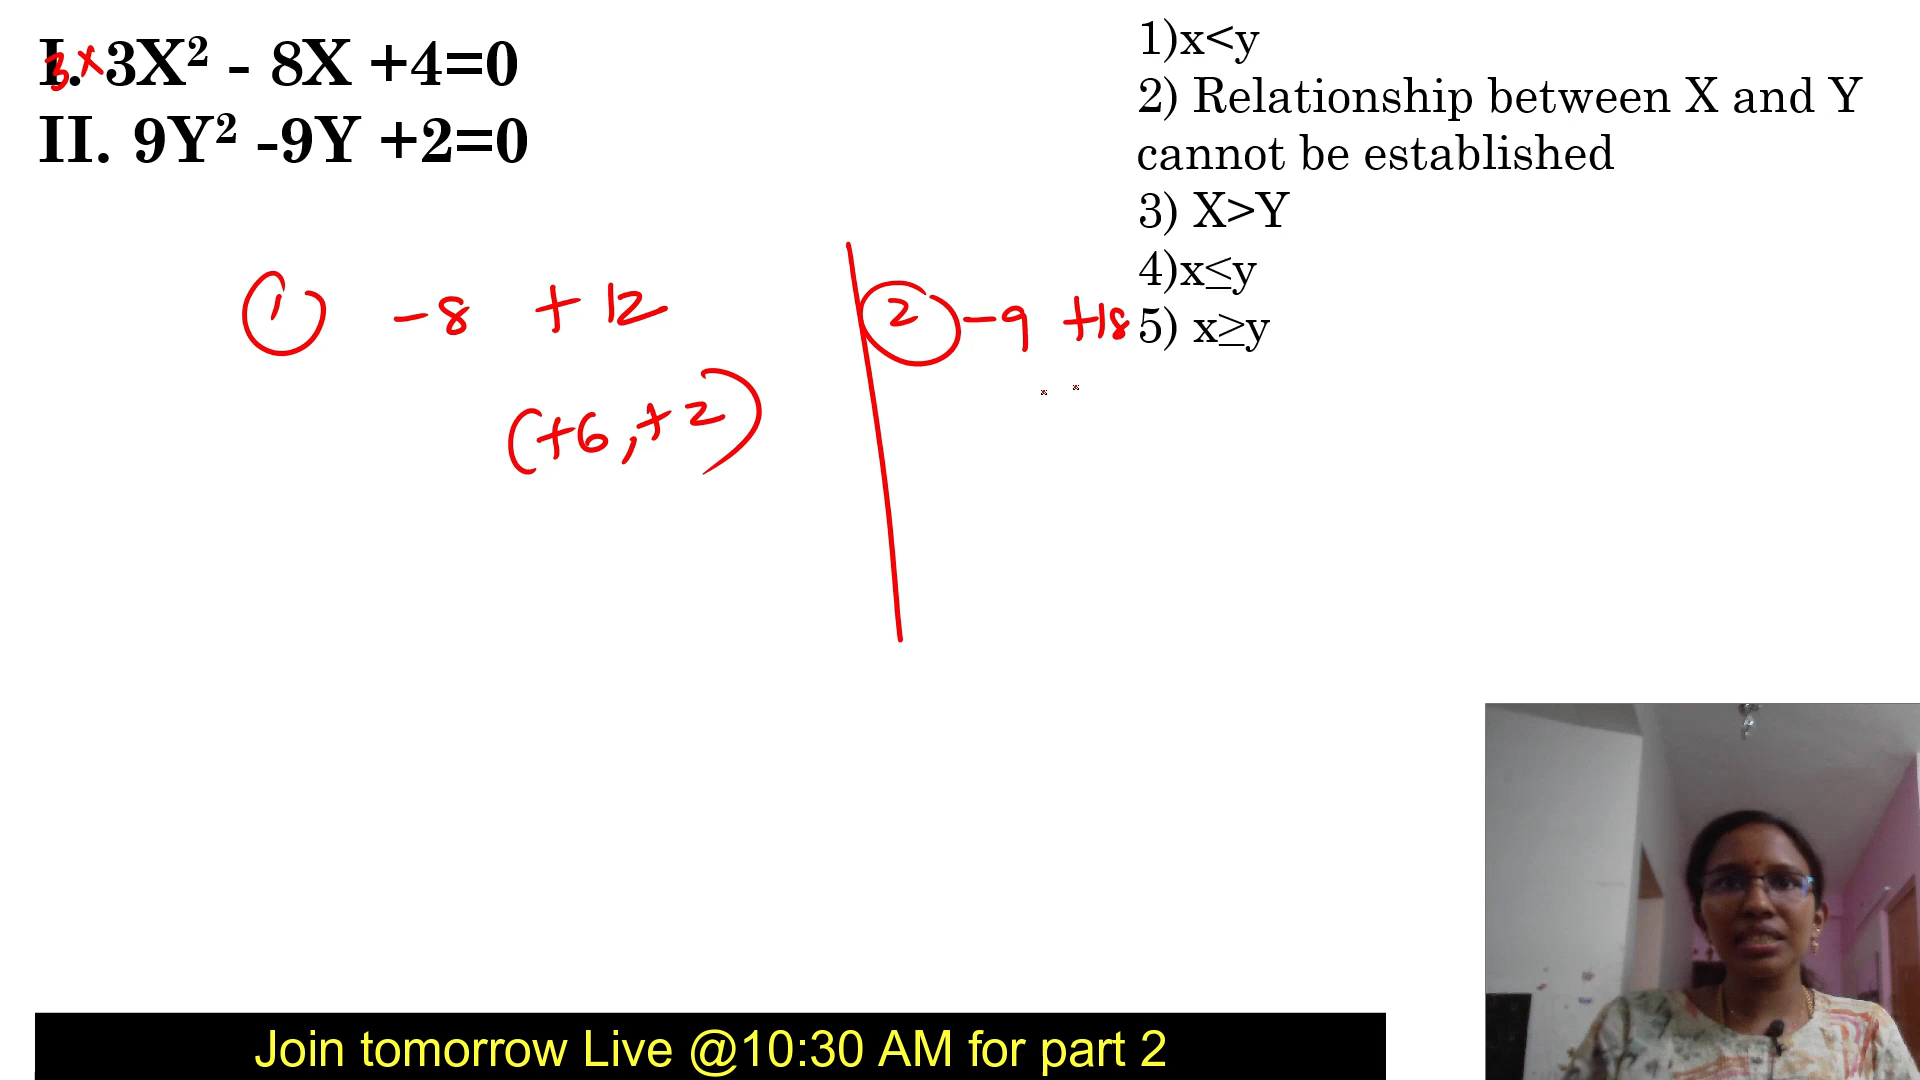 I. 3X² - 8X +4=0
3 x
II. 9Y² -9Y +2=0
1)x<y
2) Relationship between X and Y
cannot be established
3) X>Y
4)x≤y
5) x≥y
1 -8 +12
(+6,+2)
2 -9 +18
Join tomorrow Live @10:30 AM for part 2